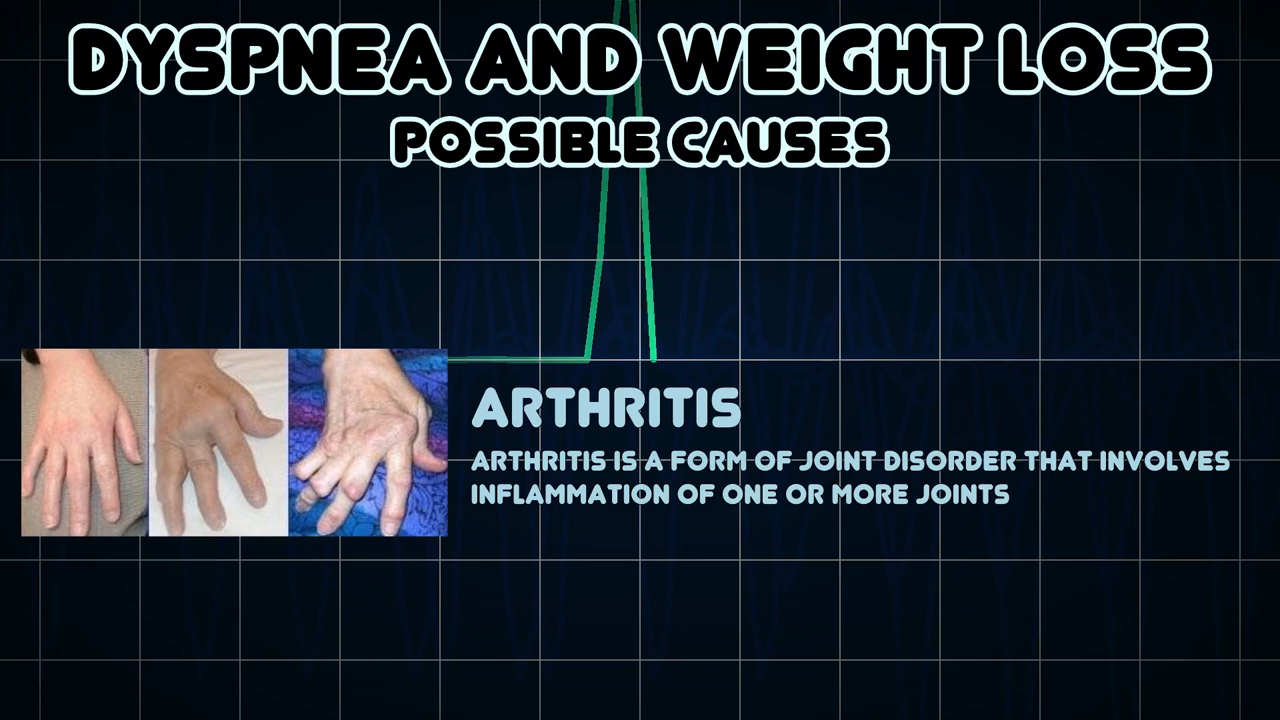 DYSPNEA AND WEIGHT LOSS
POSSIBLE CAUSES
ARTHRITIS
ARTHRITIS IS A FORM OF JOINT DISORDER THAT INVOLVES
INFLAMMATION OF ONE OR MORE JOINTS